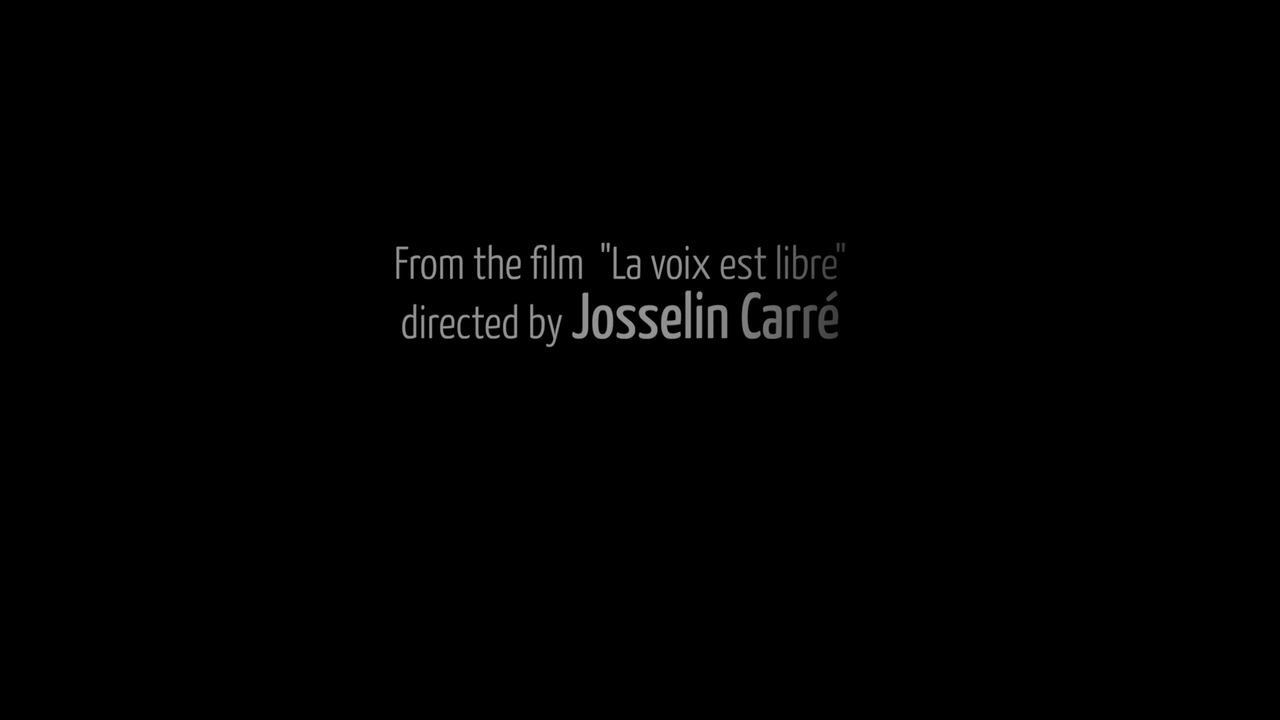 From the film "La voix est libre"
directed by Josselin Carré